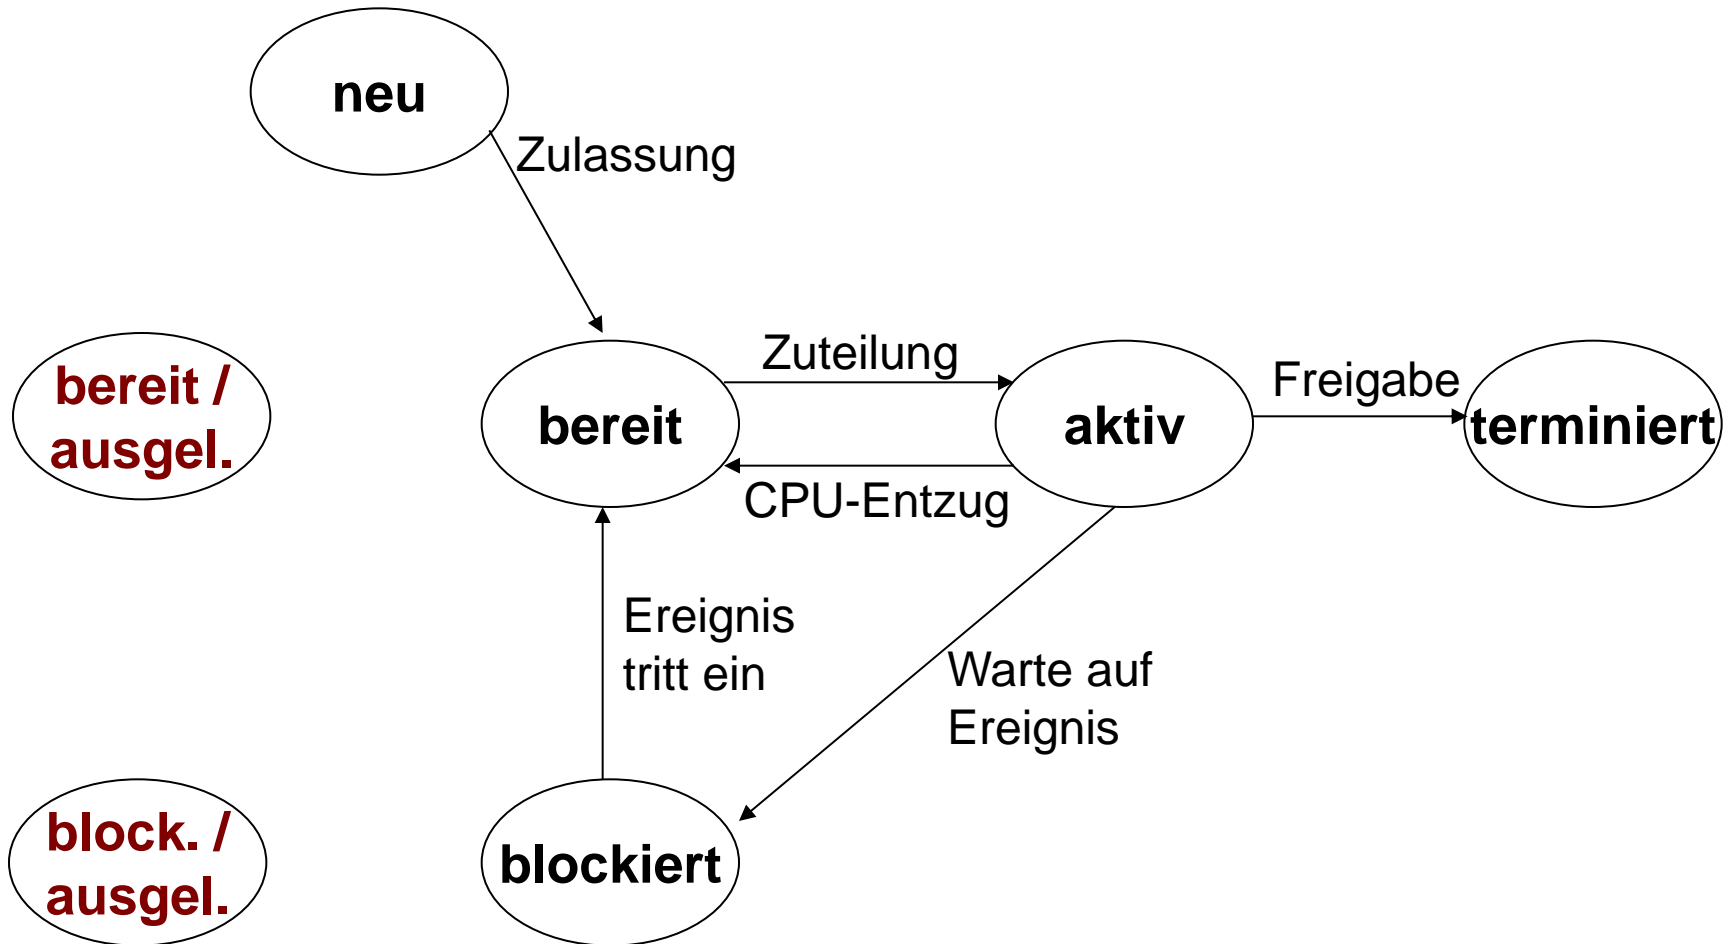 neu
Zulassung
bereit /
ausgel.
bereit
Zuteilung
CPU-Entzug
aktiv
Freigabe
terminiert
Ereignis
tritt ein
Warte auf
Ereignis
block. /
ausgel.
blockiert